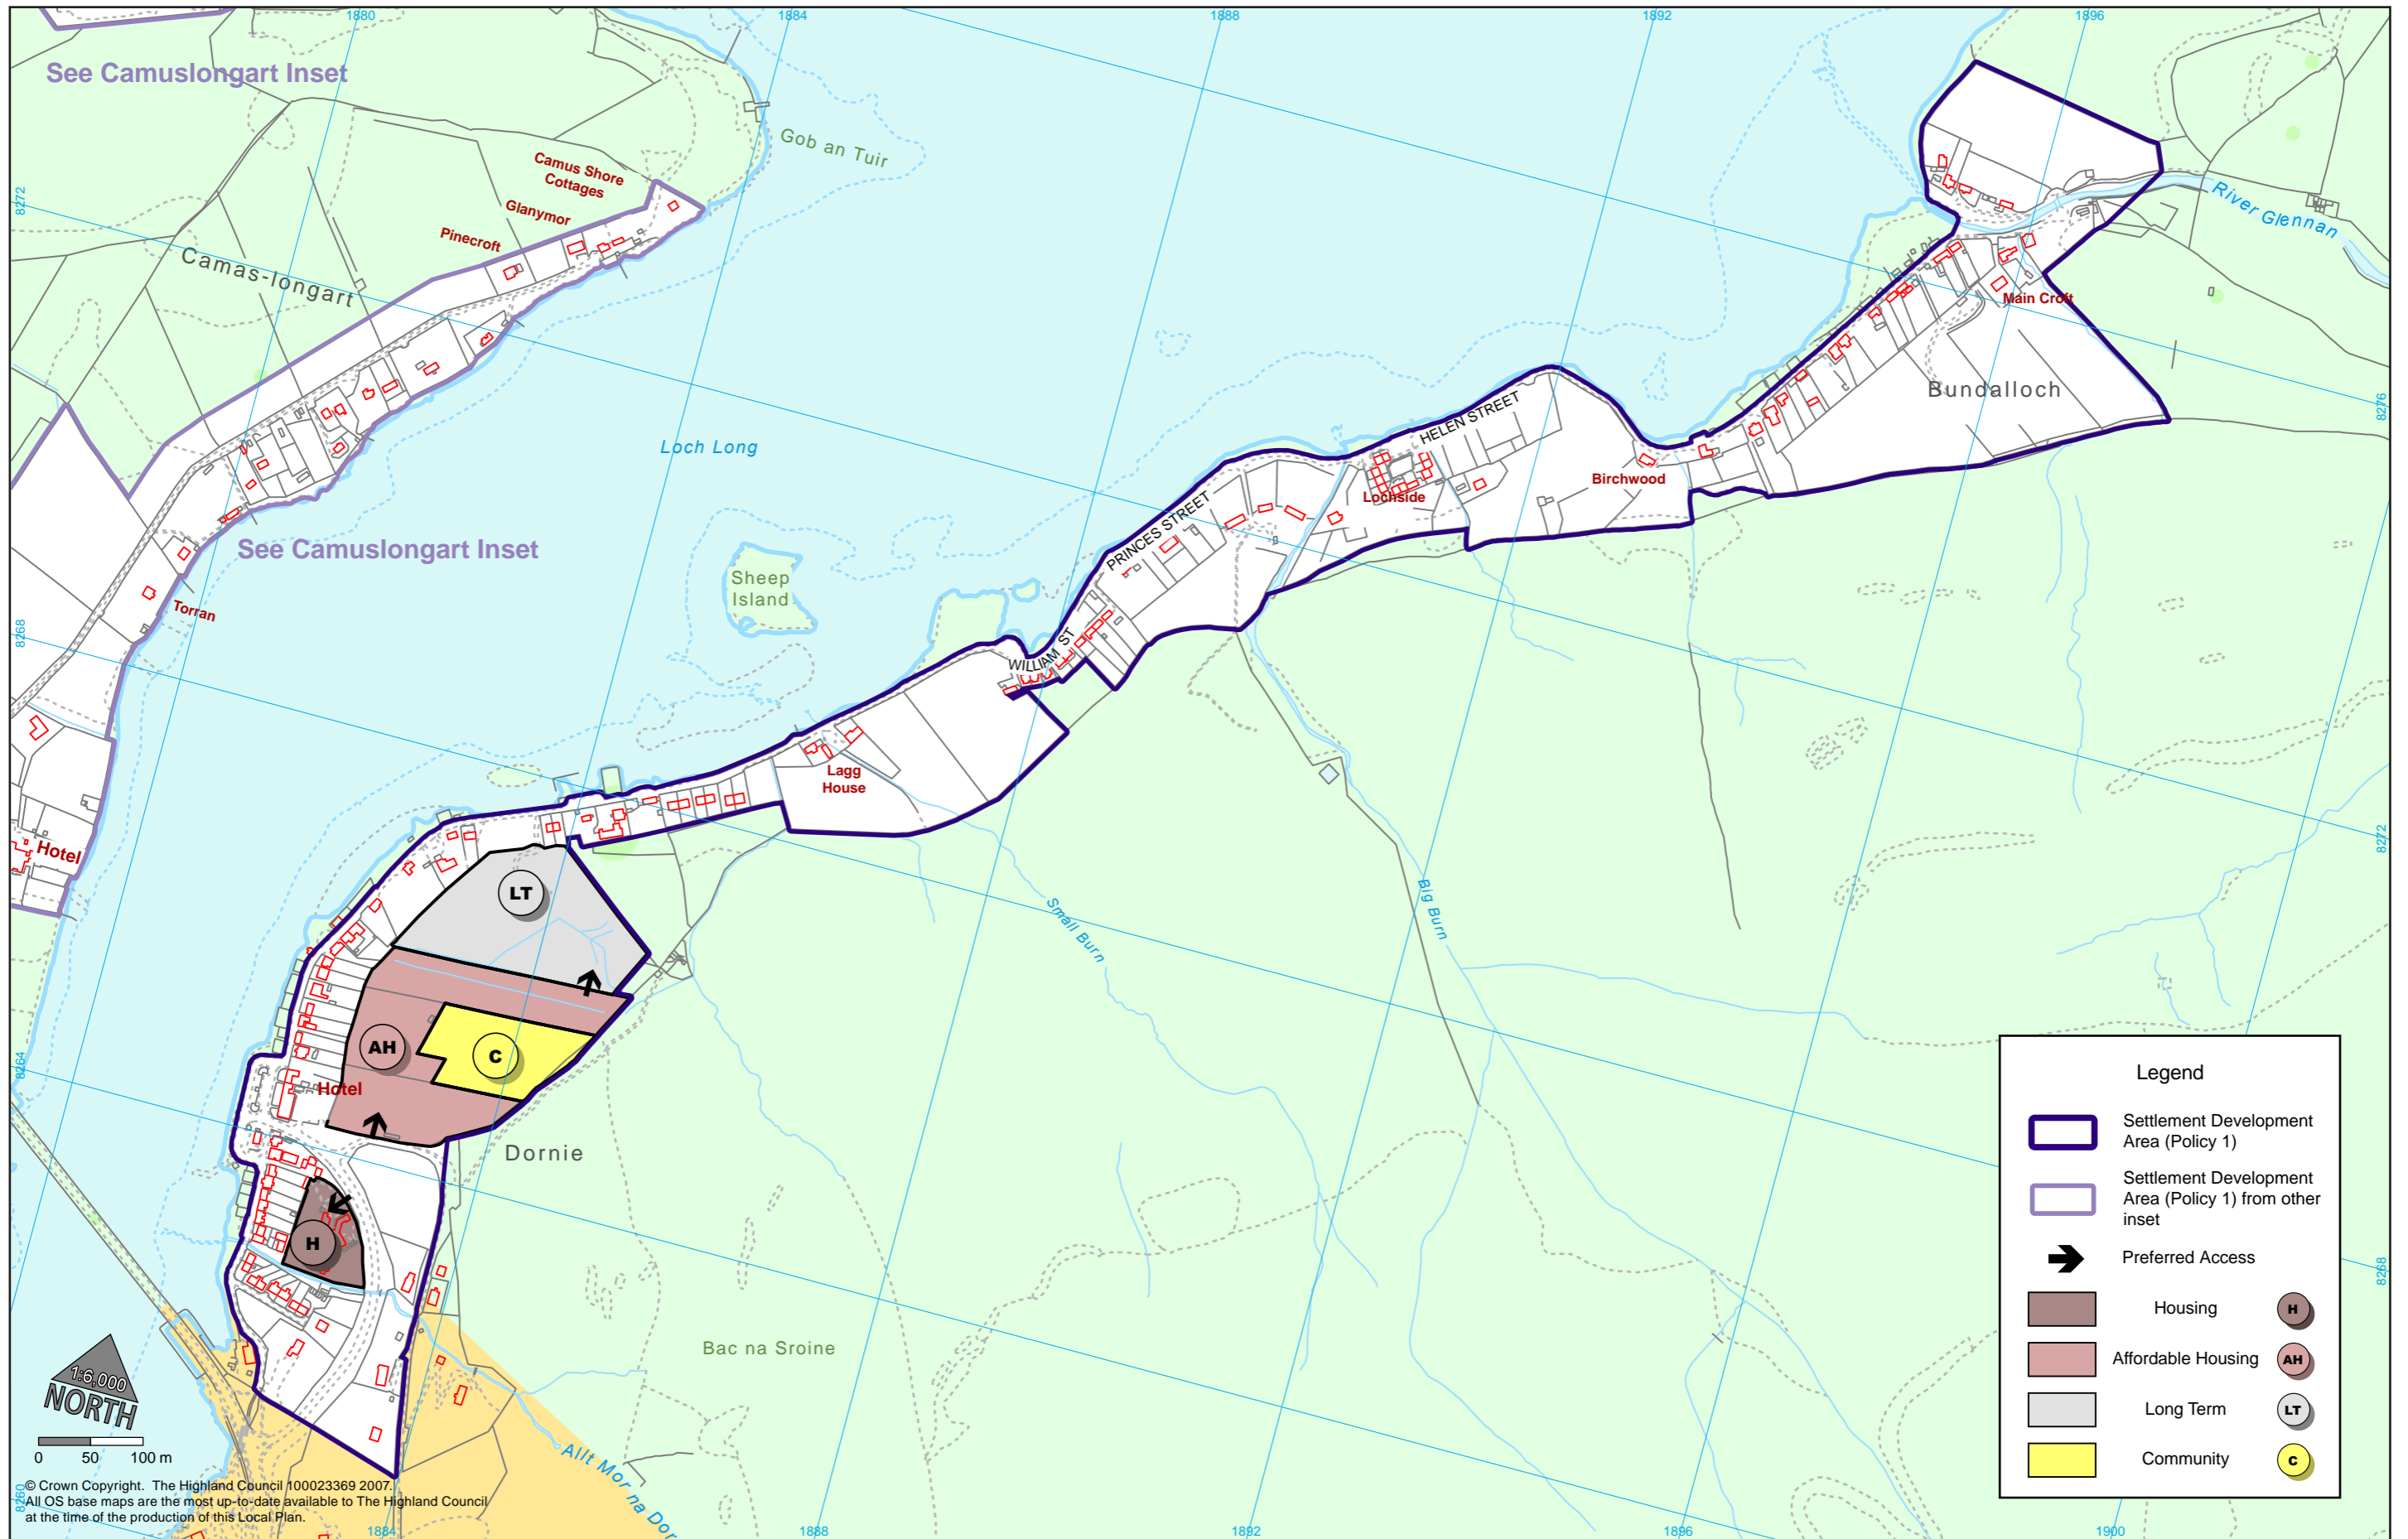 1880
1884
1888
1892
1896
See Camuslongart Inset
Gob an Tuir
Camus Shore
Cottages
Glanymor
Pinecroft
8272
Camas-longart
River Glennan
Main Croft
Bundalloch
8276
HELEN STREET
Loch Long
Lochside
Birchwood
PRINCES STREET
See Camuslongart Inset
Sheep
Island
Torran
8268
WILLIAM ST
Lagg
House
Hotel
8272
LT
Big Burn
Small Burn
AH
C
8264
Hotel
Dornie
H
8268
Bac na Sroine
1:6,000
NORTH
0 50 100 m
Allt Mor na Dor
© Crown Copyright. The Highland Council 100023369 2007.
All OS base maps are the most up-to-date available to The Highland Council
at the time of the production of this Local Plan.
8260
1884
1888
1892
1896
1900
Legend
Settlement Development
Area (Policy 1)
Settlement Development
Area (Policy 1) from other
inset
Preferred Access
Housing H
Affordable Housing AH
Long Term LT
Community C